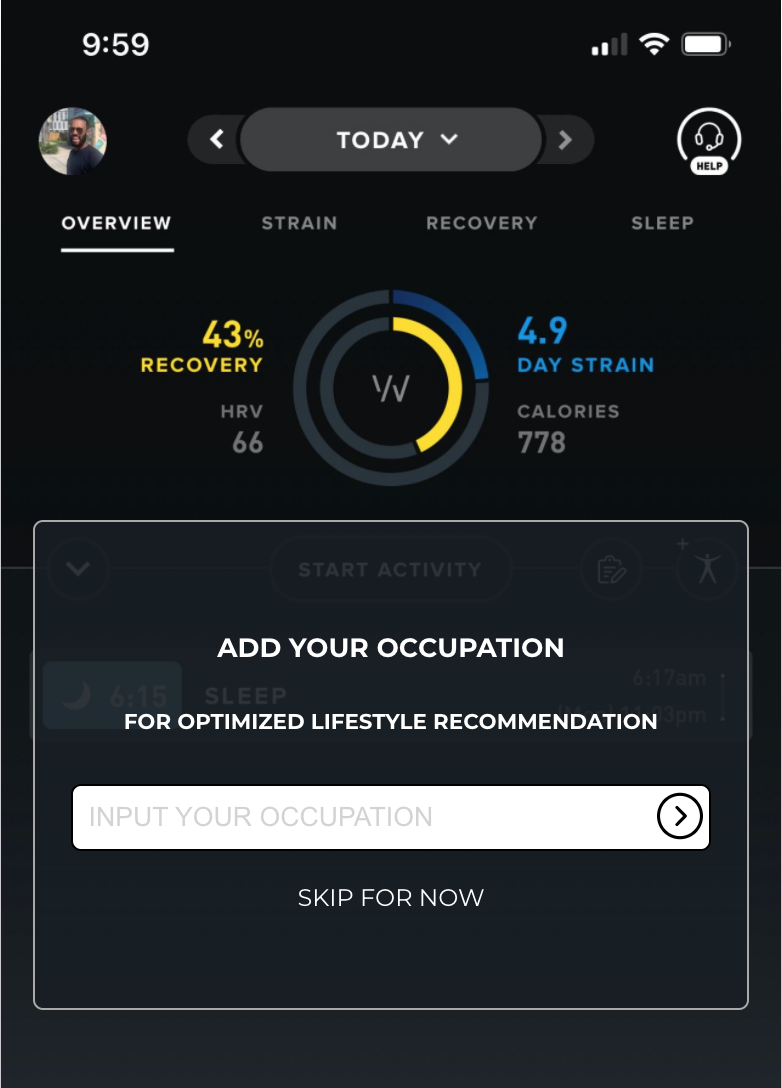 9:59
TODAY
HELP
OVERVIEW STRAIN RECOVERY SLEEP
43%
RECOVERY
HRV
66
4.9
DAY STRAIN
CALORIES
778
START ACTIVITY
ADD YOUR OCCUPATION
6:15 SLEEP
6:17am
11:03pm
FOR OPTIMIZED LIFESTYLE RECOMMENDATION
INPUT YOUR OCCUPATION
SKIP FOR NOW